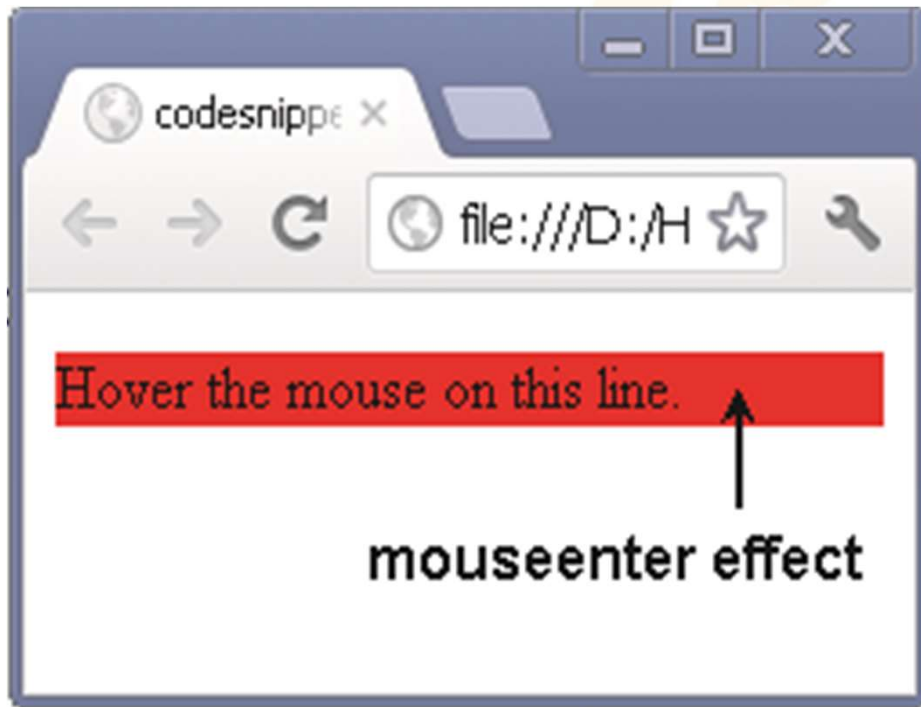 codesnippe
file:///D:/H
Hover the mouse on this line.
mouseenter effect